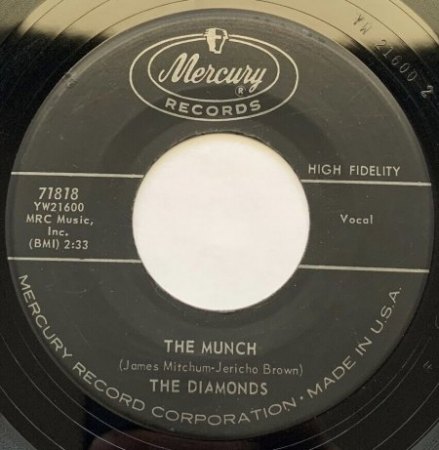 Mercury
®
RECORDS
YW 21600 2
HIGH FIDELITY
71818
YW21600
MRC Music,
Inc.
(BMI) 2:33
Vocal
THE MUNCH
(James Mitchum-Jericho Brown)
THE DIAMONDS
MERCURY RECORD CORPORATION • MADE IN U.S.A.